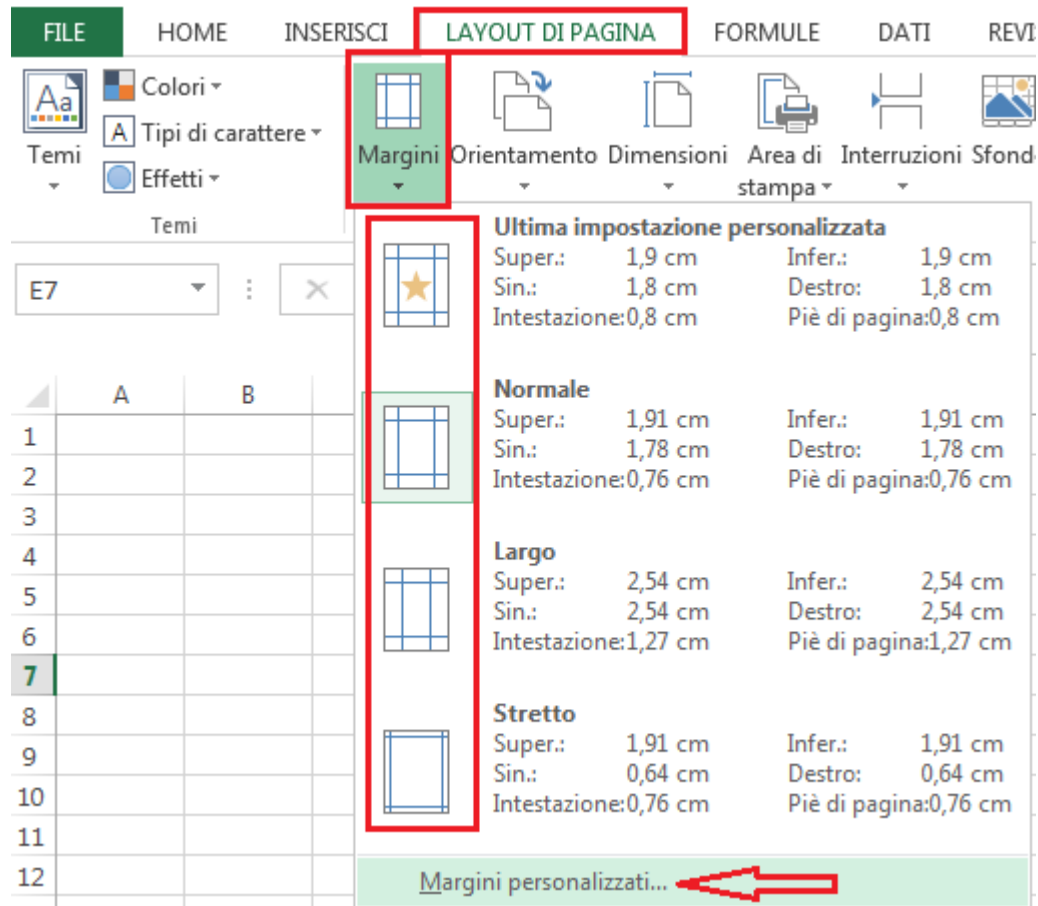 FILE HOME INSERISCI LAYOUT DI PAGINA FORMULE DATI REVI
Aa Colori
A Tipi di carattere
Effetti
Temi Margini Orientamento Dimensioni Area di stampa Interruzioni Sfond
Temi
E7
A B
1
2
3
4
5
6
7
8
9
10
11
12
Ultima impostazione personalizzata
Super.: 1,9 cm Infer.: 1,9 cm
Sin.: 1,8 cm Destro: 1,8 cm
Intestazione:0,8 cm Piè di pagina:0,8 cm
Normale
Super.: 1,91 cm Infer.: 1,91 cm
Sin.: 1,78 cm Destro: 1,78 cm
Intestazione:0,76 cm Piè di pagina:0,76 cm
Largo
Super.: 2,54 cm Infer.: 2,54 cm
Sin.: 2,54 cm Destro: 2,54 cm
Intestazione:1,27 cm Piè di pagina:1,27 cm
Stretto
Super.: 1,91 cm Infer.: 1,91 cm
Sin.: 0,64 cm Destro: 0,64 cm
Intestazione:0,76 cm Piè di pagina:0,76 cm
Margini personalizzati...